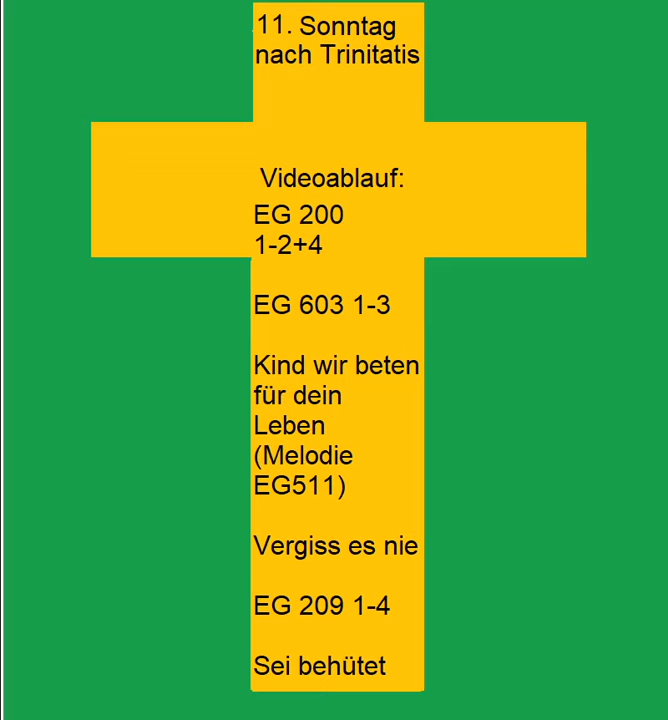 11. Sonntag
nach Trinitatis
Videoablauf:
EG 200
1-2+4
EG 603 1-3
Kind wir beten
für dein
Leben
(Melodie
EG511)
Vergiss es nie
EG 209 1-4
Sei behütet